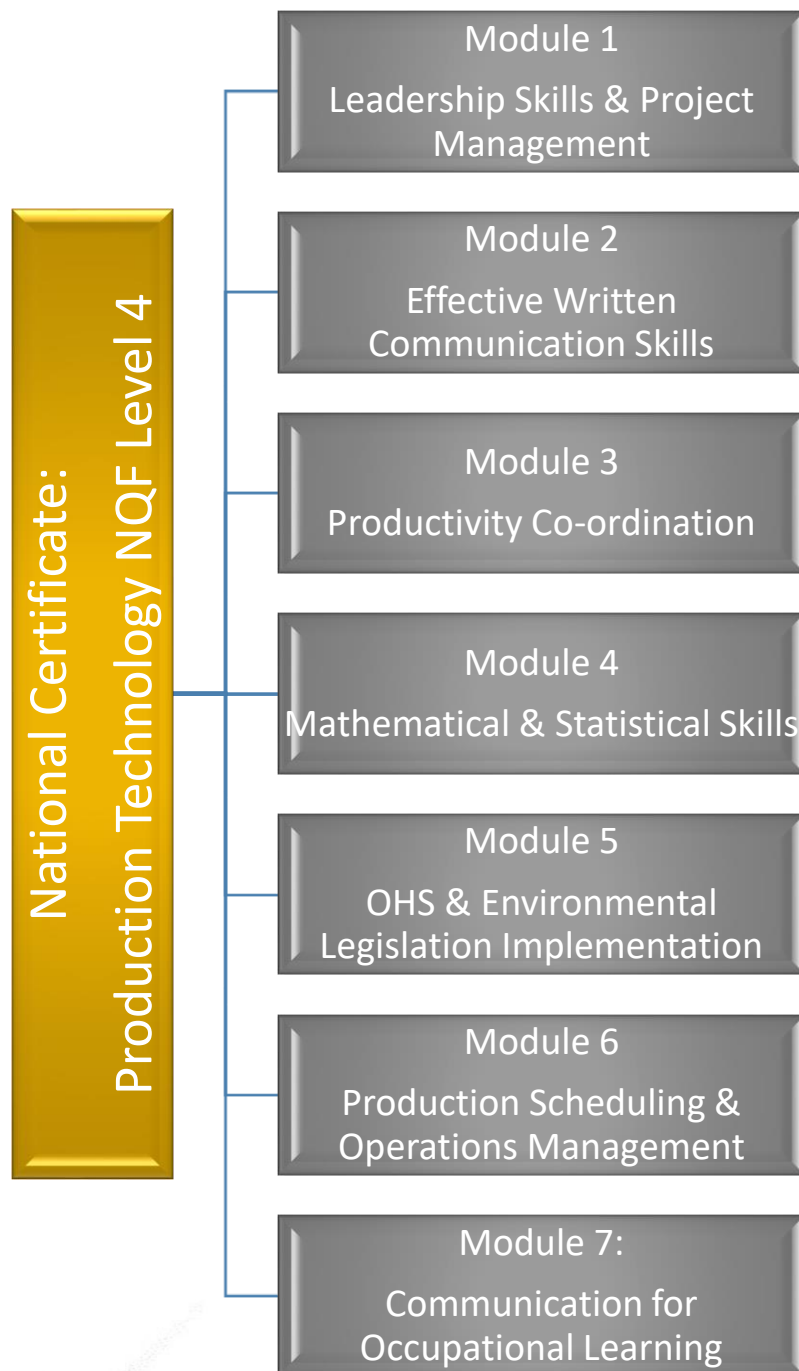 National Certificate:
Production Technology NQF Level 4
Module 1
Leadership Skills & Project
Management
Module 2
Effective Written
Communication Skills
Module 3
Productivity Co-ordination
Module 4
Mathematical & Statistical Skills
Module 5
OHS & Environmental
Legislation Implementation
Module 6
Production Scheduling &
Operations Management
Module 7:
Communication for
Occupational Learning